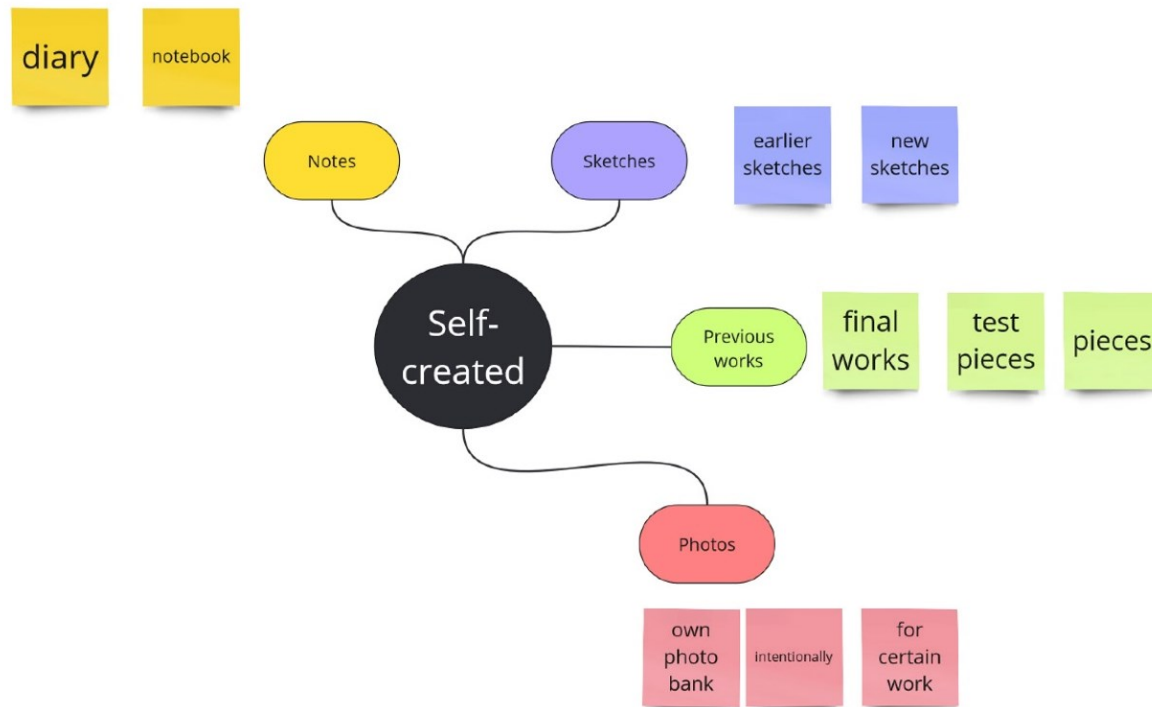 diary
notebook
Notes
Sketches
earlier
sketches
new
sketches
Self-
created
Previous
works
final
works
test
pieces
pieces
Photos
own
photo
bank
intentionally
for
certain
work